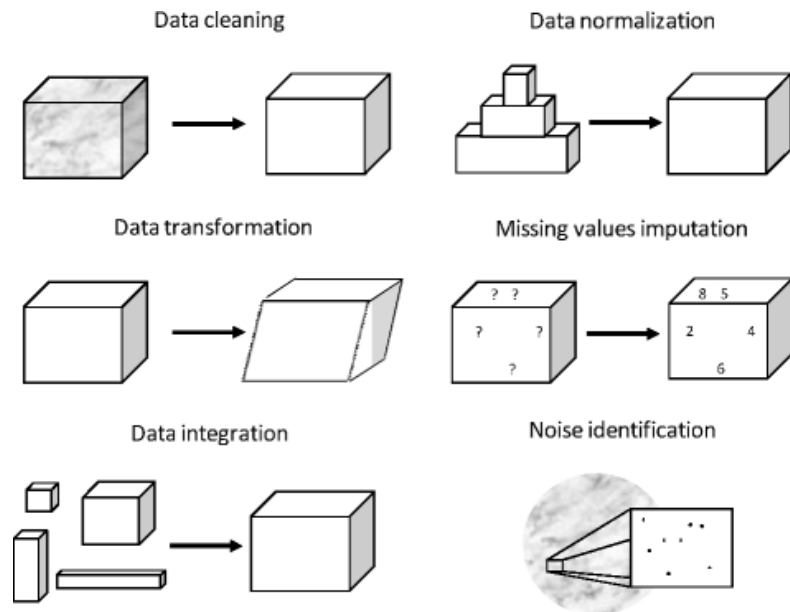 Data cleaning
Data normalization
Data transformation
Missing values imputation
? ?
? ?
?
8 5
2 4
6
Data integration
Noise identification